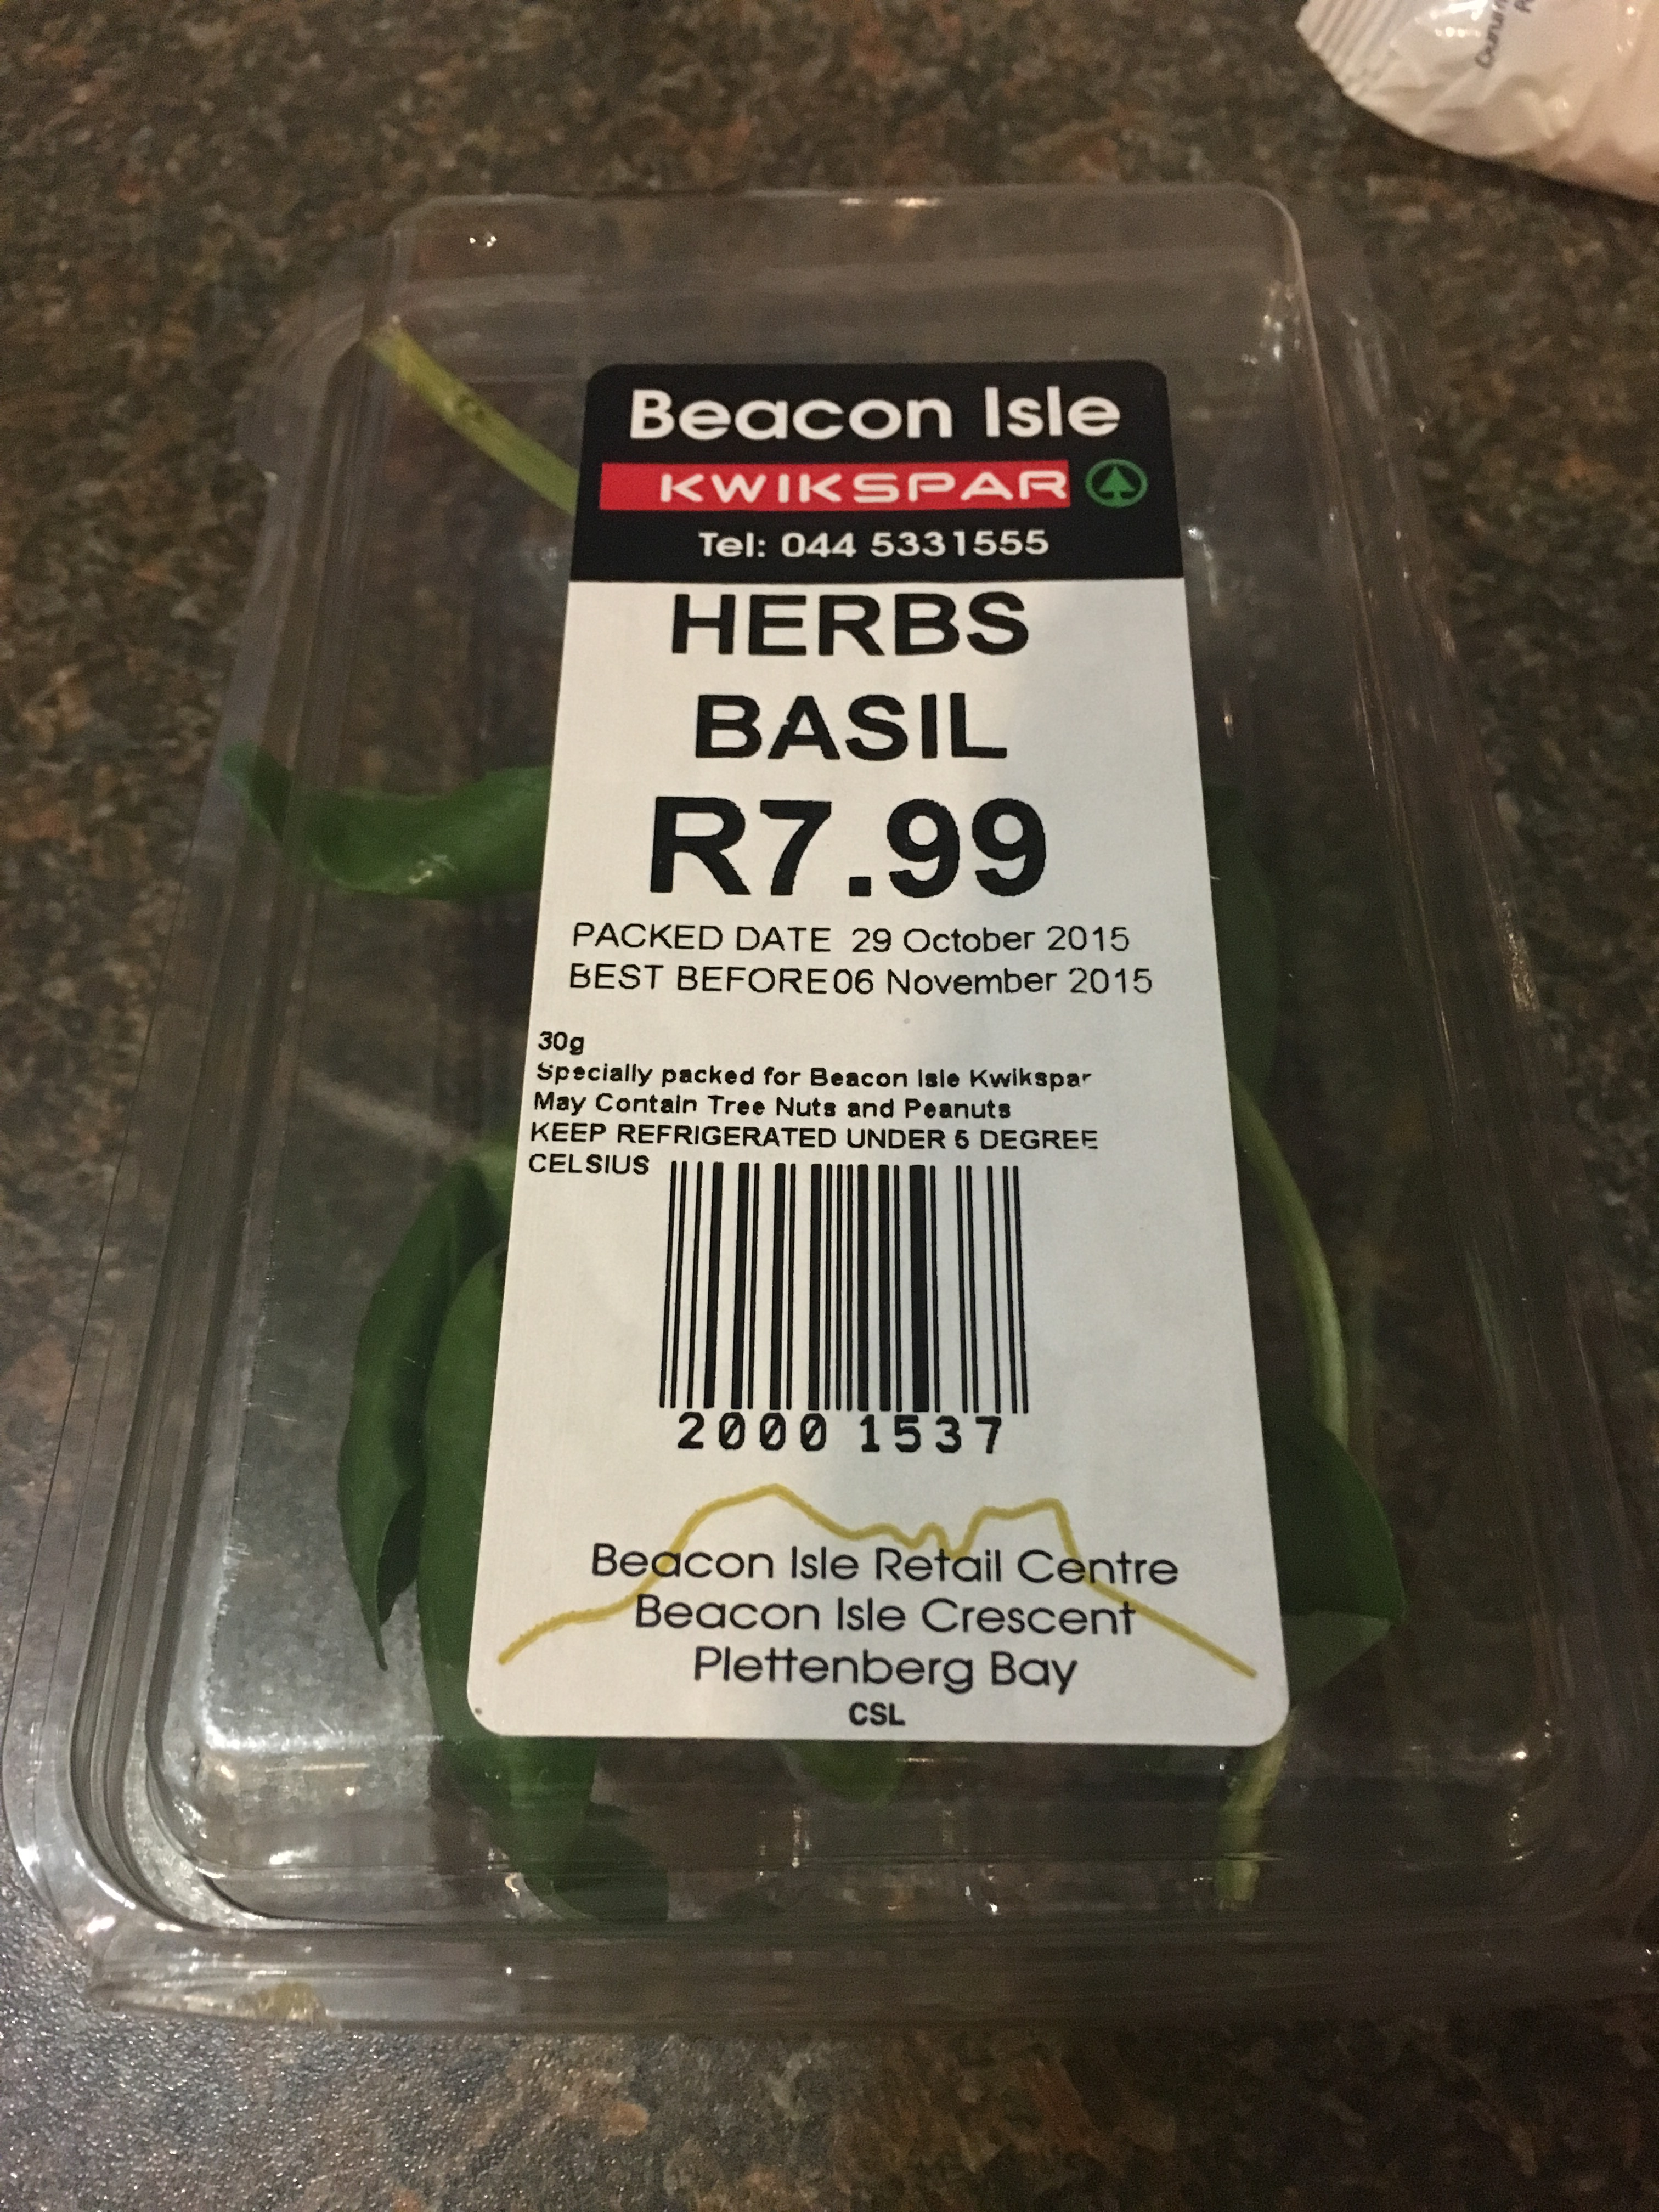 Beacon Isle
KWIKSPAR
Tel: 044 5331555
HERBS
BASIL
R7.99
PACKED DATE 29 October 2015
BEST BEFORE 06 November 2015
30g
Specially packed for Beacon Isle Kwikspar
May Contain Tree Nuts and Peanuts
KEEP REFRIGERATED UNDER 5 DEGREE
CELSIUS
2000 1537
Beacon Isle Retail Centre
Beacon Isle Crescent
Plettenberg Bay
CSL